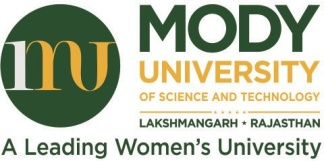 mu
MODY
UNIVERSITY
OF SCIENCE AND TECHNOLOGY
LAKSHMANGARH • RAJASTHAN
A Leading Women's University